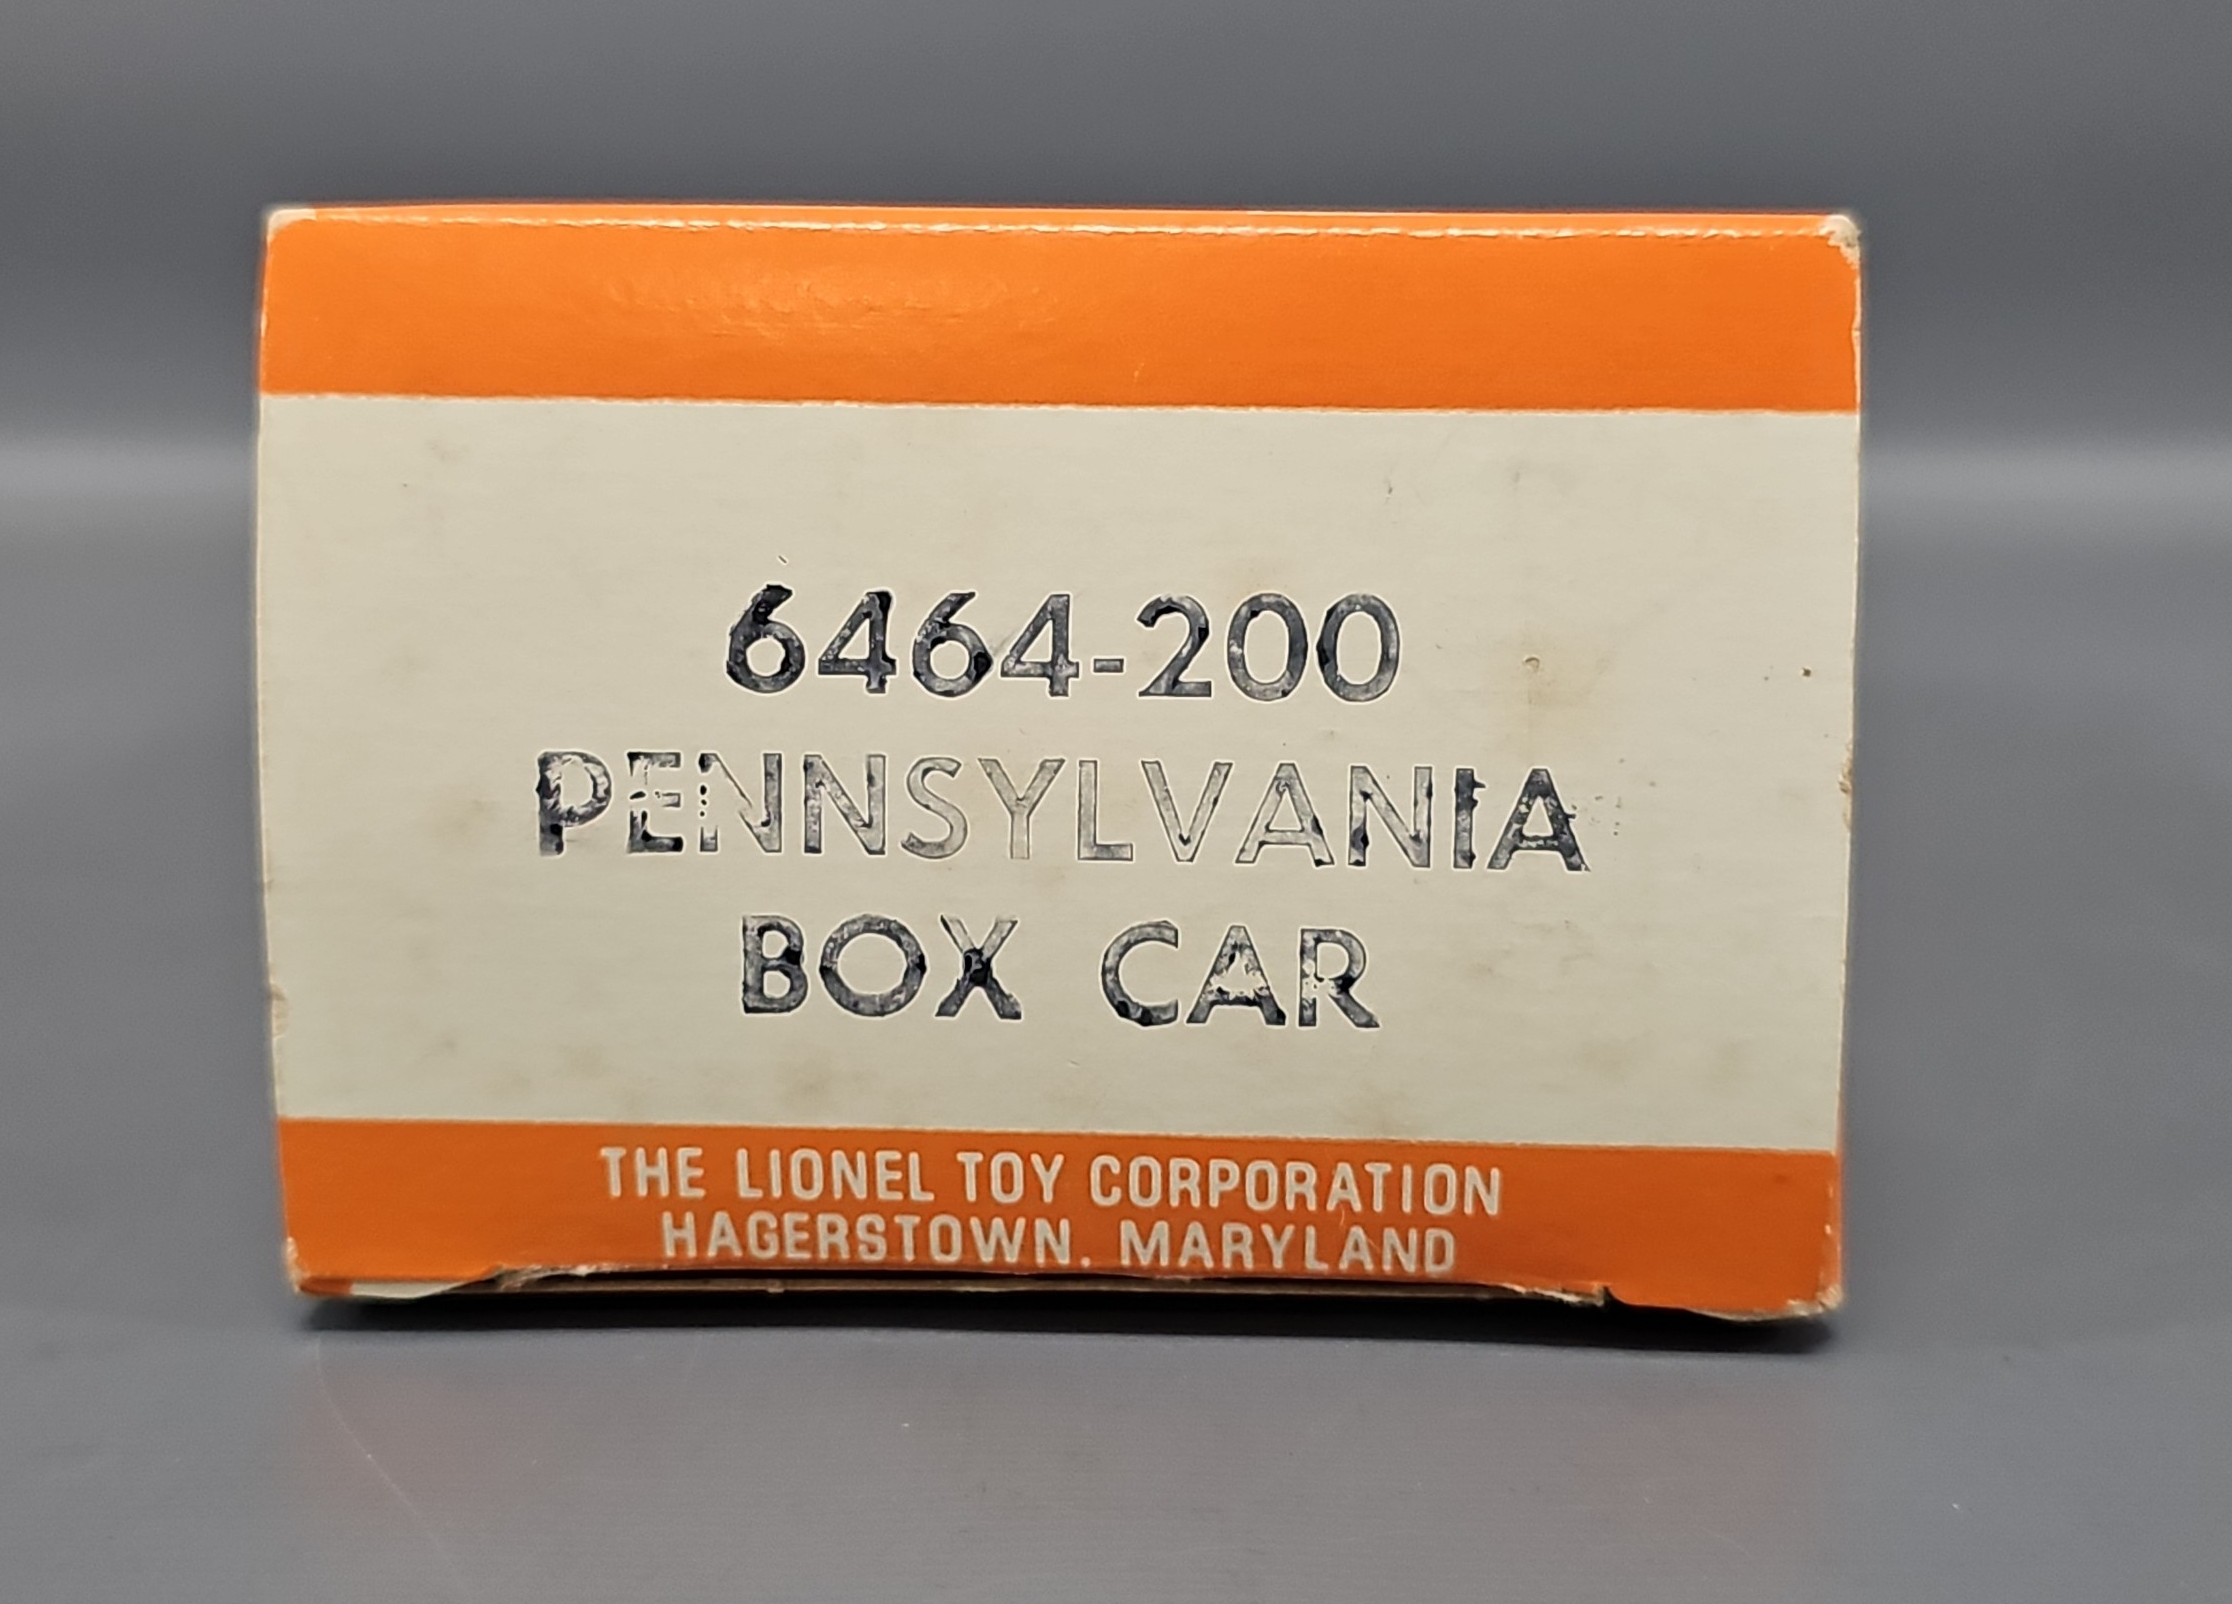 6464-200
PENNSYLVANIA
BOX CAR
THE LIONEL TOY CORPORATION
HAGERSTOWN, MARYLAND